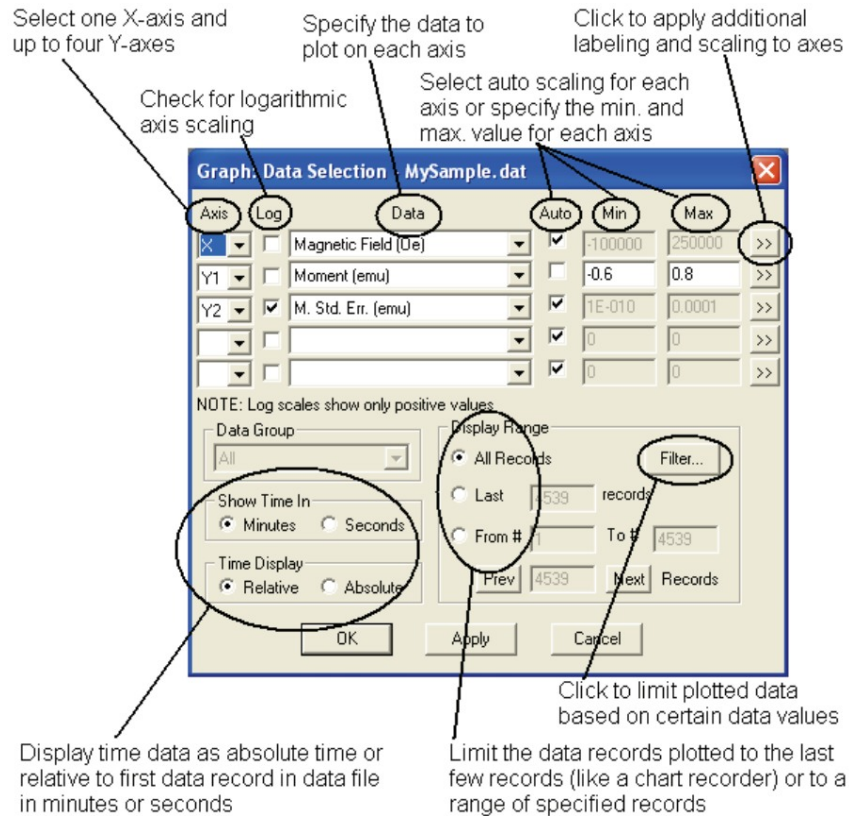 Select one X-axis and
up to four Y-axes
Specify the data to
plot on each axis
Click to apply additional
labeling and scaling to axes
Check for logarithmic
axis scaling
Select auto scaling for each
axis or specify the min. and
max. value for each axis
Graph: Data Selection - MySample.dat
Axis Log Data Auto Min Max
X Magnetic Field (Oe) -100000 250000 >>
Y1 Moment (emu) -0.6 0.8 >>
Y2 M. Std. Err. (emu) 1E-010 0.0001 >>
0 0 >>
0 0 >>
NOTE: Log scales show only positive values
Data Group
All
Show Time In
Minutes Seconds
Time Display
Relative Absolute
Display Range
All Records Filter...
Last 4539 records
From # 1 To # 4539
Prev 4539 Next Records
OK Apply Cancel
Click to limit plotted data
based on certain data values
Display time data as absolute time or
relative to first data record in data file
in minutes or seconds
Limit the data records plotted to the last
few records (like a chart recorder) or to a
range of specified records